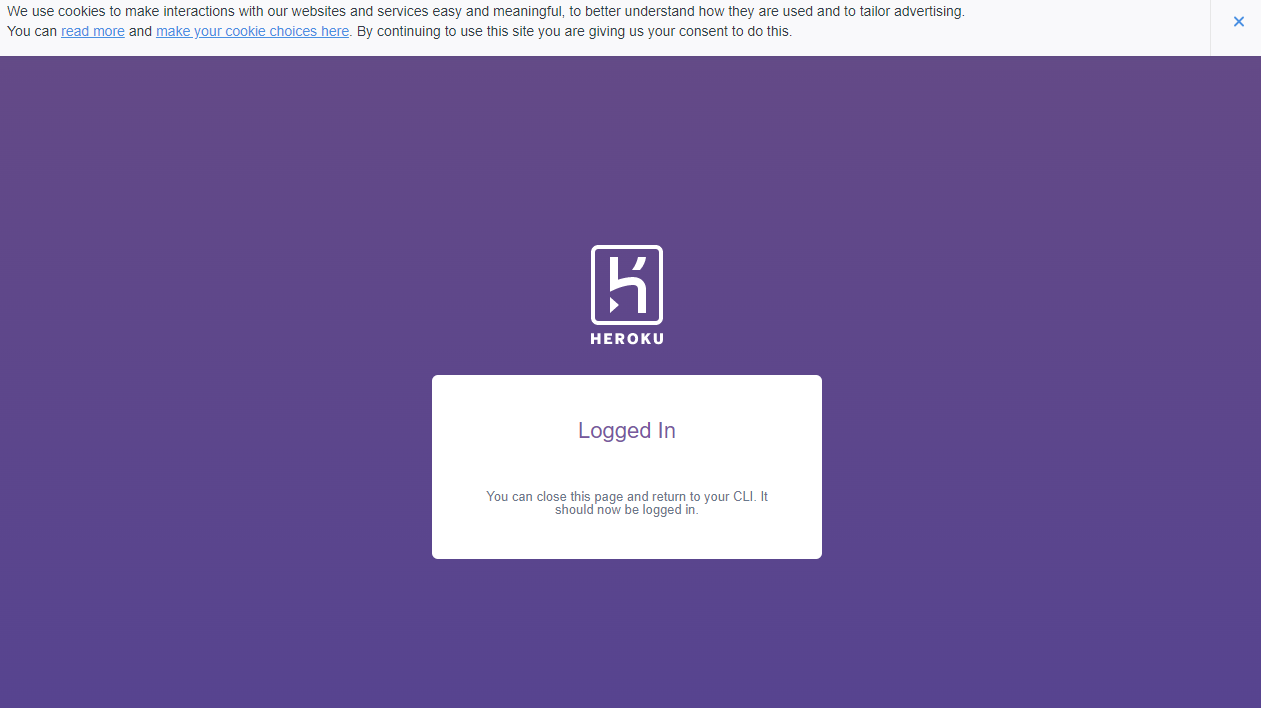 We use cookies to make interactions with our websites and services easy and meaningful, to better understand how they are used and to tailor advertising.
You can read more and make your cookie choices here. By continuing to use this site you are giving us your consent to do this.
HEROKU
Logged In
You can close this page and return to your CLI. It
should now be logged in.